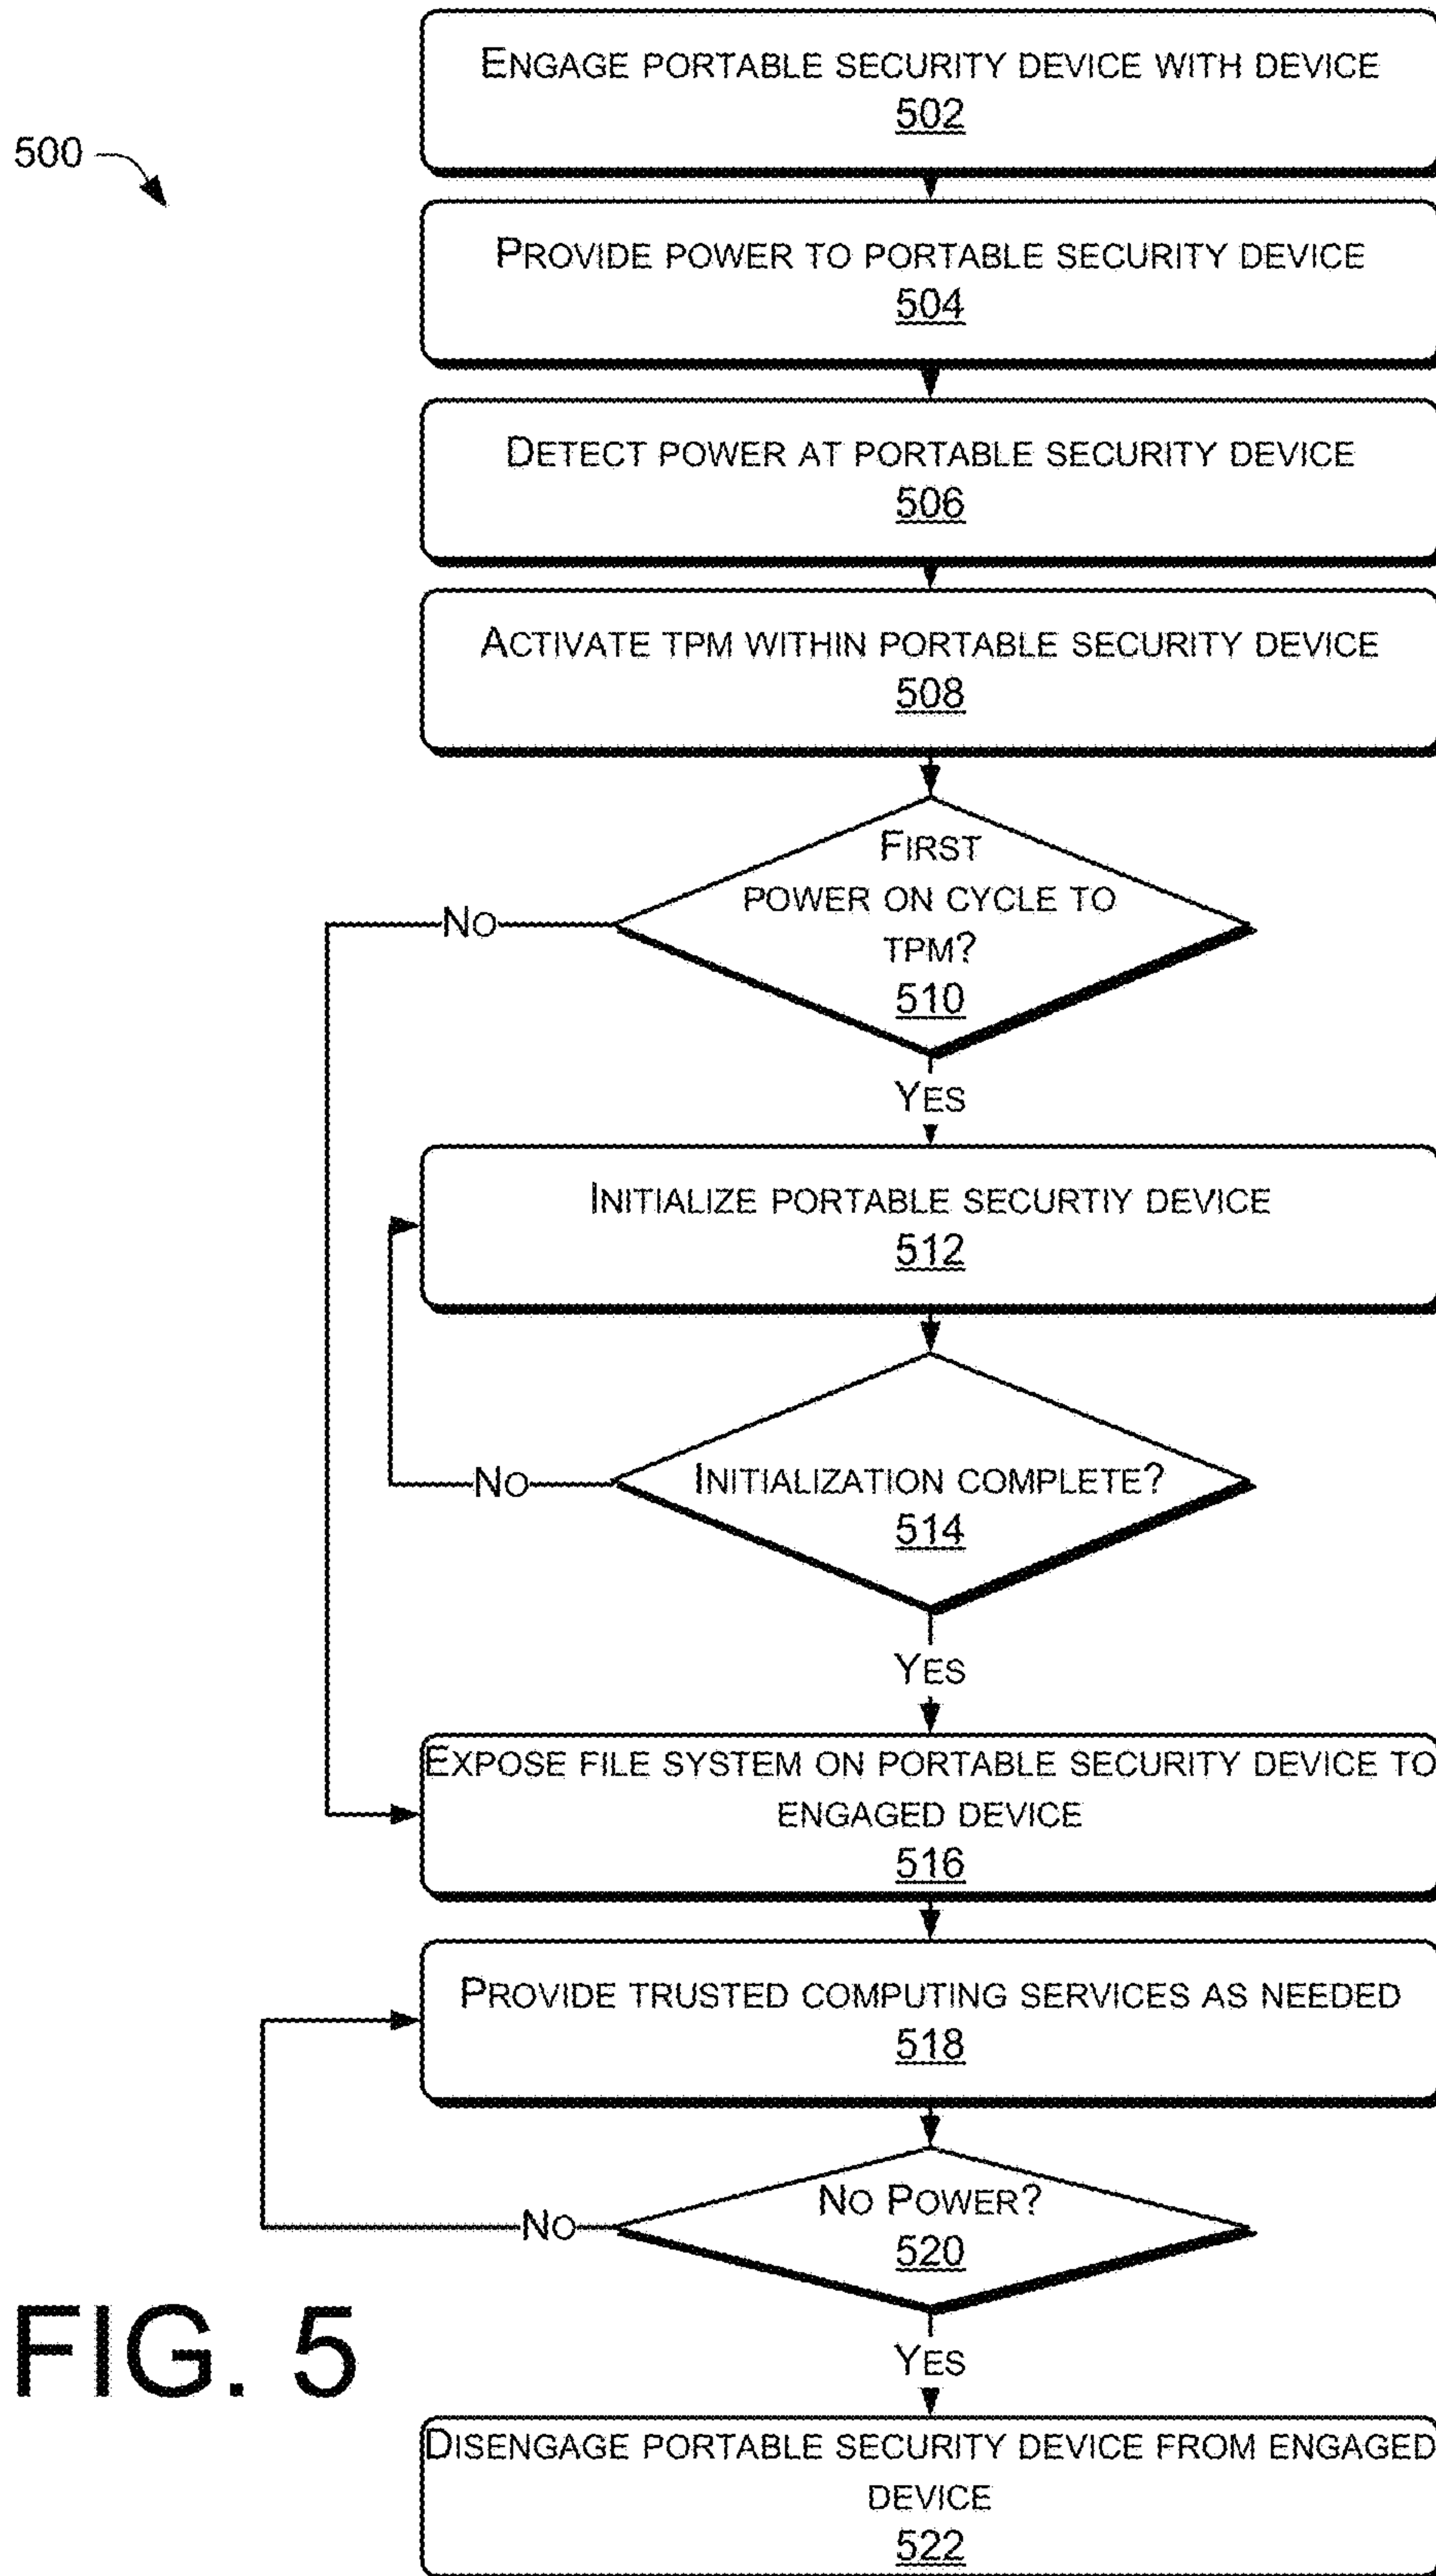 500
ENGAGE PORTABLE SECURITY DEVICE WITH DEVICE
502
PROVIDE POWER TO PORTABLE SECURITY DEVICE
504
DETECT POWER AT PORTABLE SECURITY DEVICE
506
ACTIVATE TPM WITHIN PORTABLE SECURITY DEVICE
508
FIRST
POWER ON CYCLE TO
TPM?
510
NO
YES
INITIALIZE PORTABLE SECURTIY DEVICE
512
INITIALIZATION COMPLETE?
514
NO
YES
EXPOSE FILE SYSTEM ON PORTABLE SECURITY DEVICE TO
ENGAGED DEVICE
516
PROVIDE TRUSTED COMPUTING SERVICES AS NEEDED
518
NO POWER?
520
NO
YES
DISENGAGE PORTABLE SECURITY DEVICE FROM ENGAGED
DEVICE
522
FIG. 5